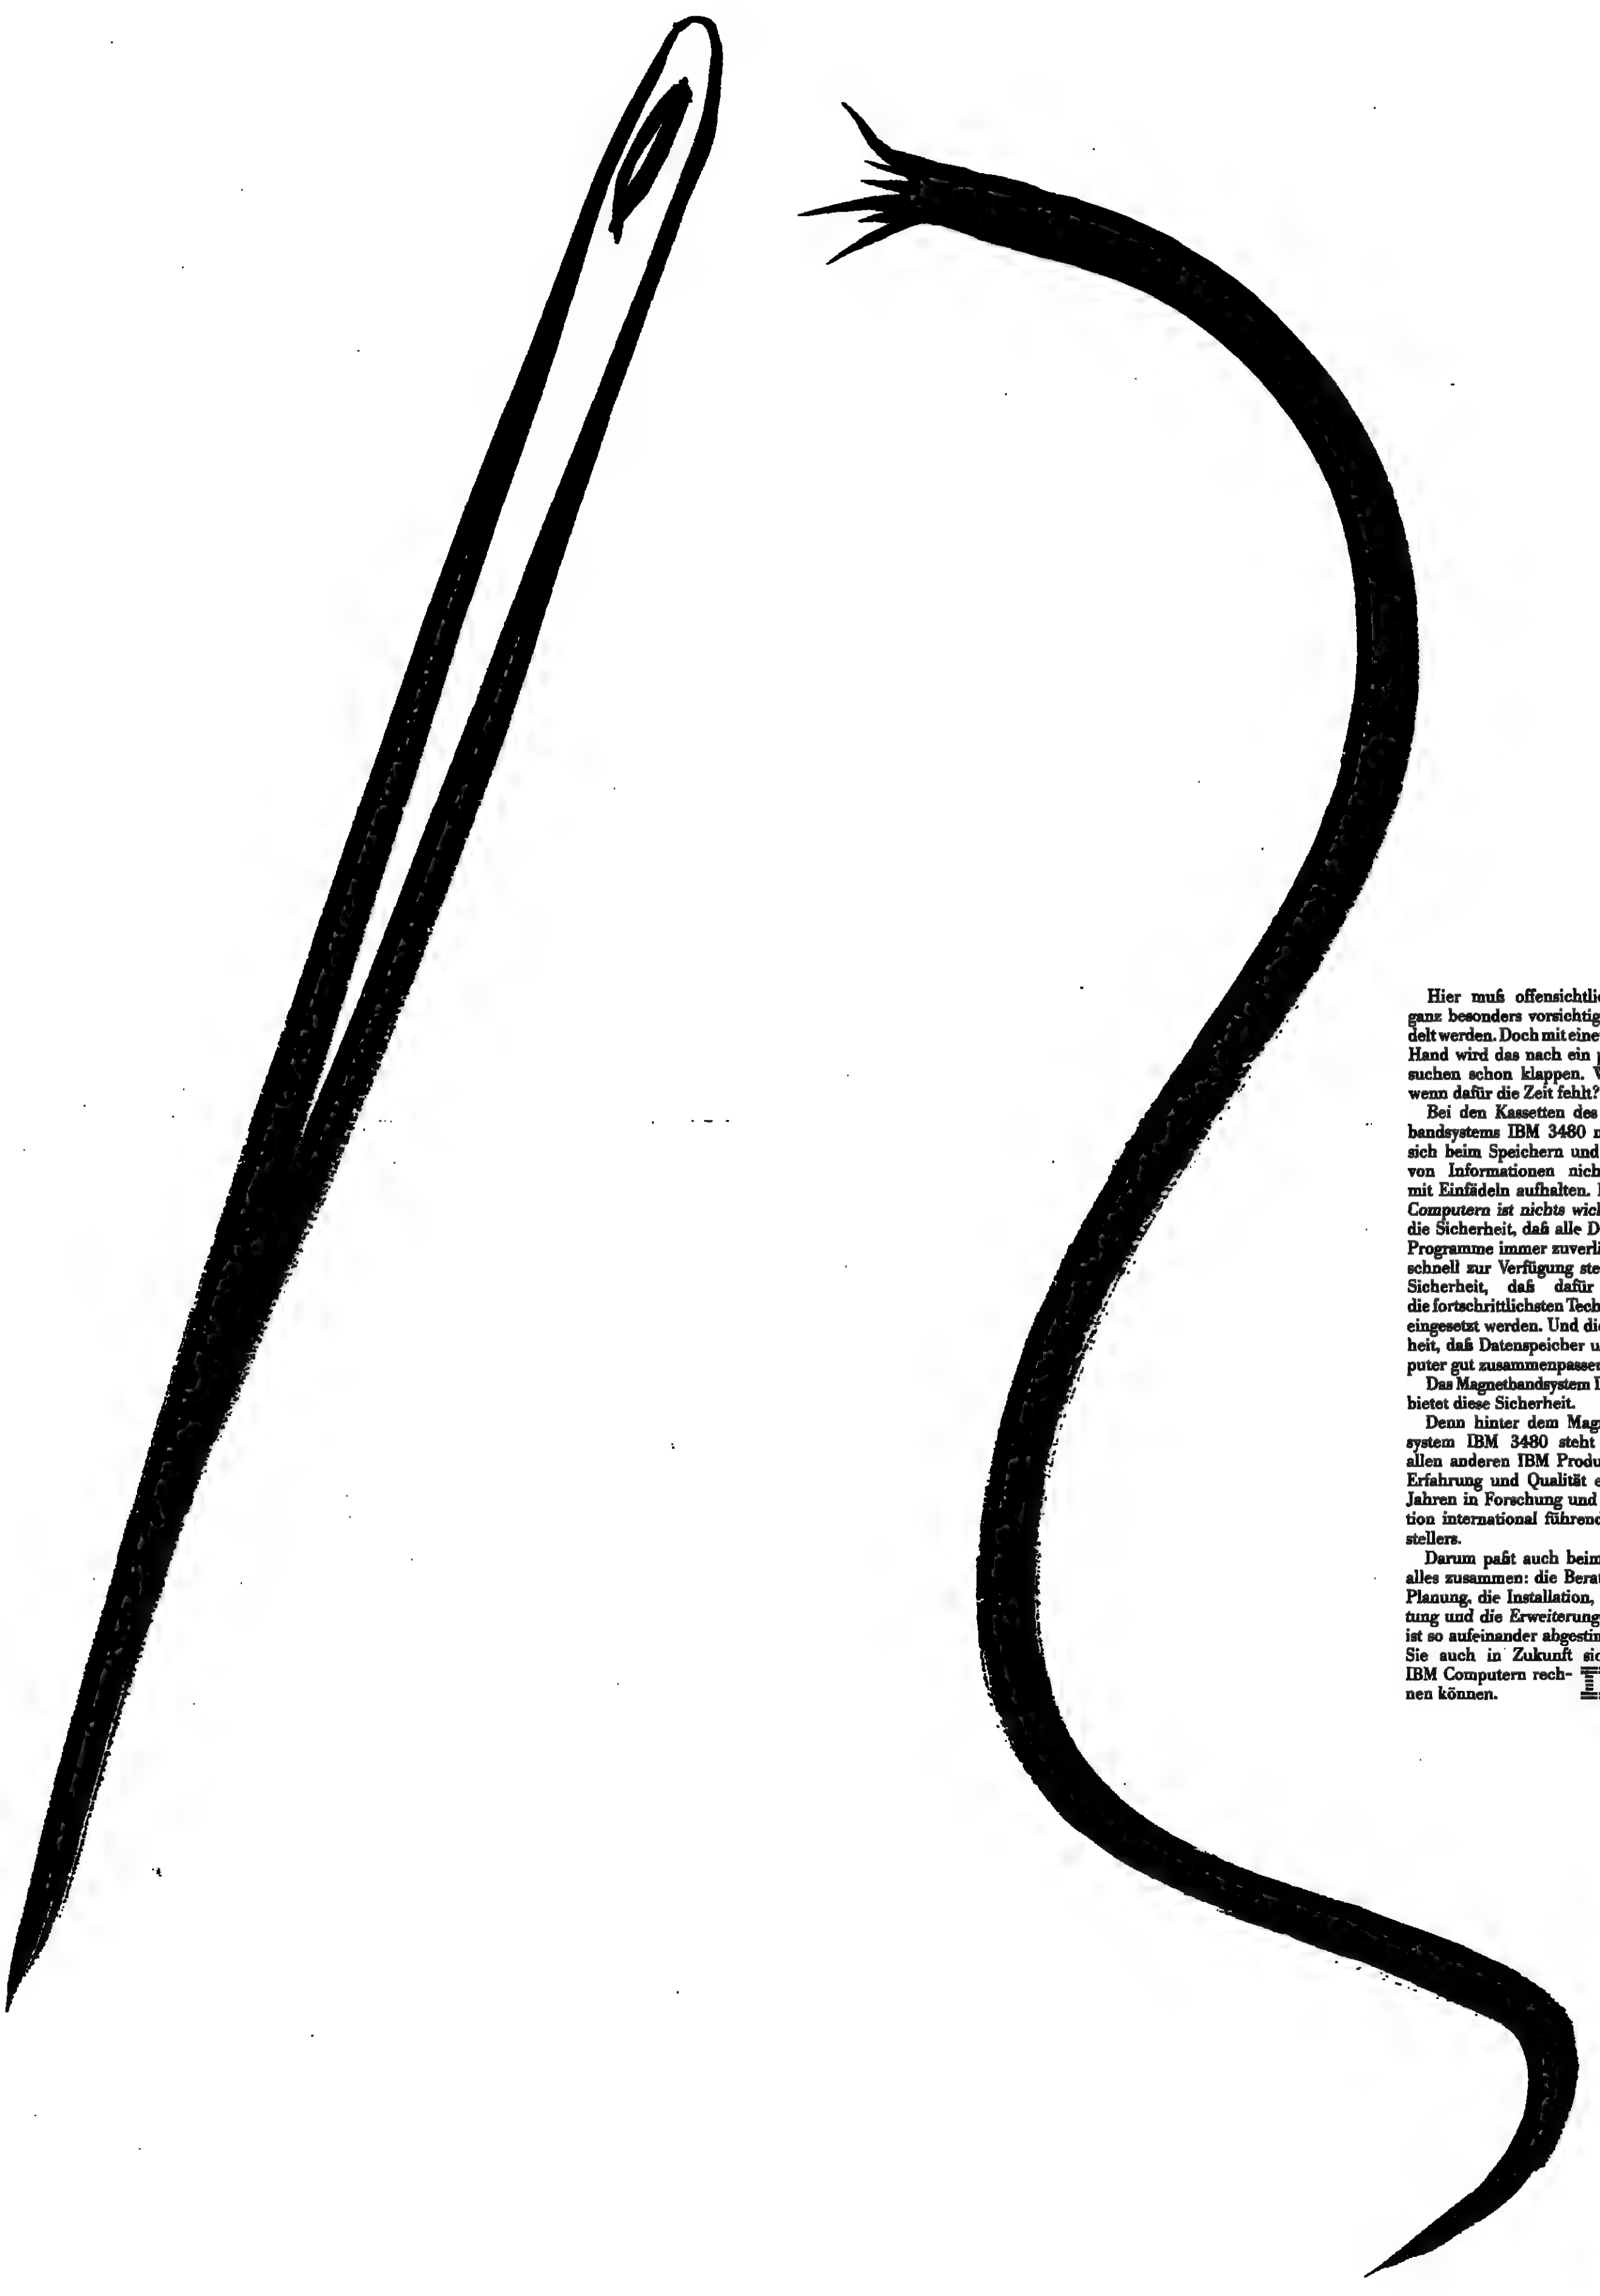 Hier muß offensichtli
ganz besonders vorsichtig
delt werden. Doch mit eine
Hand wird das nach ein
suchen schon klappen.
wenn dafür die Zeit fehlt?
Bei den Kassetten des
bandsystems IBM 3480
sich beim Speichern und
von Informationen nich
mit Einfädeln aufhalten.
Computern ist nichts wic
die Sicherheit, daß alle D
Programme immer zuverl
schnell zur Verfügung ste
Sicherheit, daß dafür
die fortschrittlichsten Tech
eingesetzt werden. Und die
heit, daß Datenspeicher u
puter gut zusammenpasse
Das Magnetbandsystem
bietet diese Sicherheit.
Denn hinter dem Mag
system IBM 3480 steht
allen anderen IBM Produ
Erfahrung und Qualität e
Jahren in Forschung und
tion international führend
stellers.
Darum paßt auch beim
alles zusammen: die Bera
Planung, die Installation,
tung und die Erweiterung
ist so aufeinander abgestim
Sie auch in Zukunft sic
IBM Computern rech-
nen können.